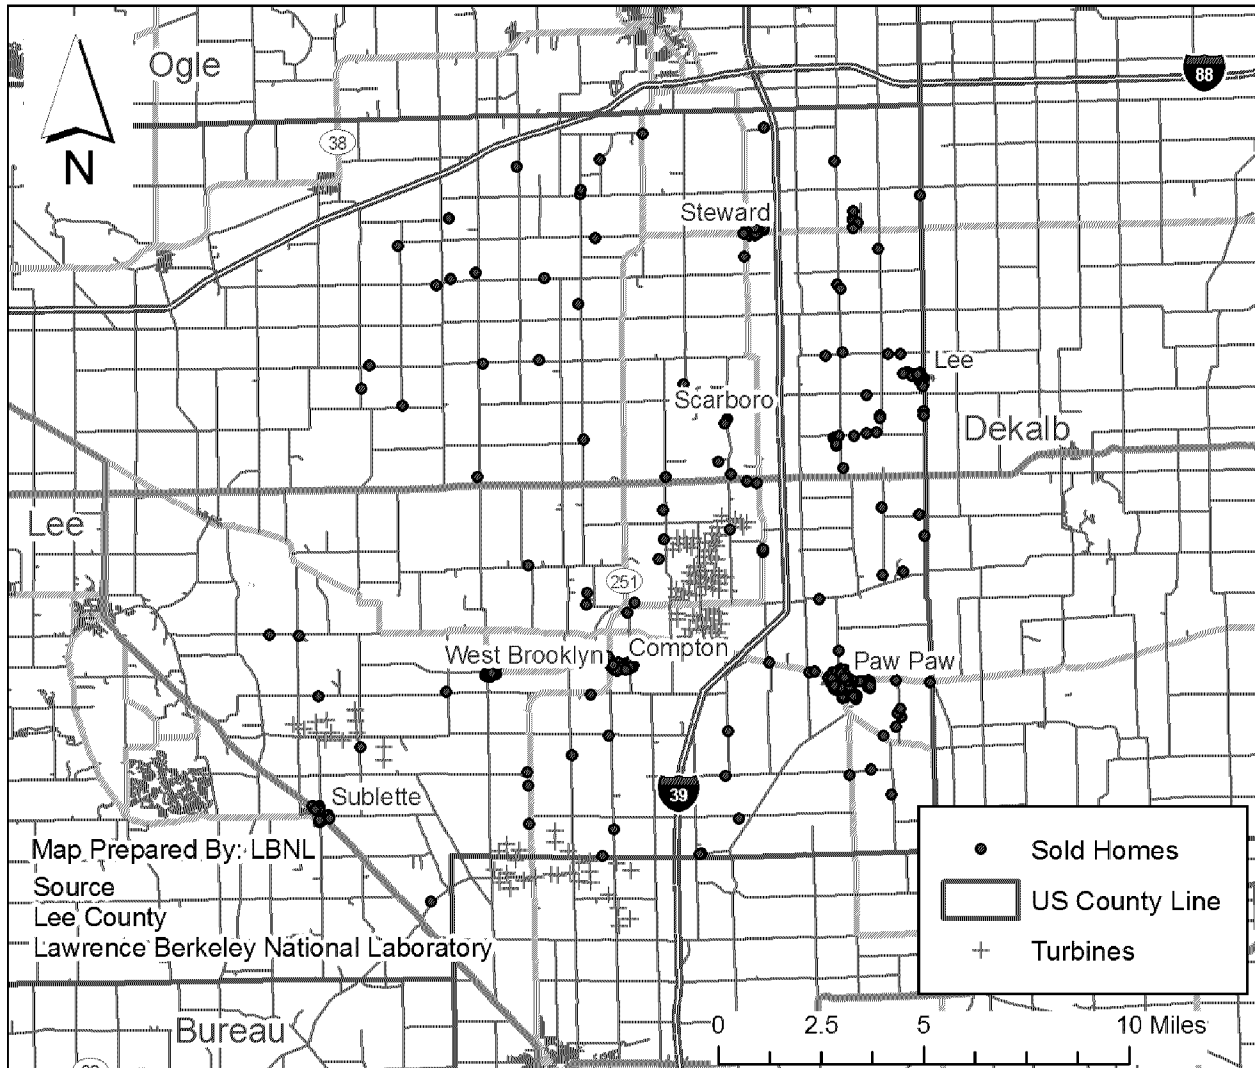 Ogle
88
38
N
Steward
Lee
Scarboro
Dekalb
Lee
251
West Brooklyn
Compton
Paw Paw
39
Sublette
Map Prepared By: LBNL
Source
Lee County
Lawrence Berkeley National Laboratory
Sold Homes
US County Line
Turbines
Bureau
0 2.5 5 10 Miles